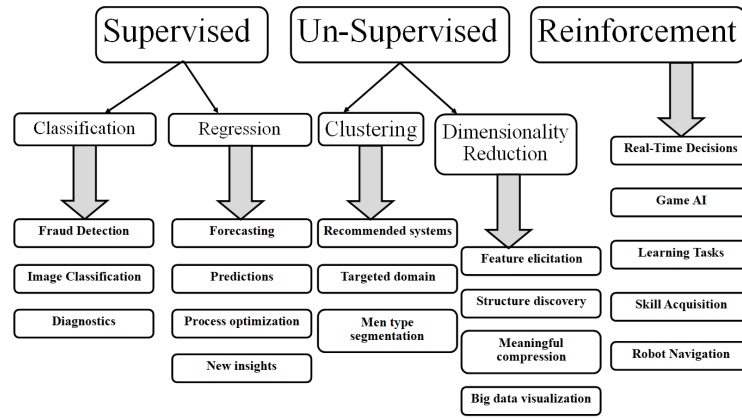 Supervised
Un-Supervised
Reinforcement
Classification
Regression
Clustering
Dimensionality
Reduction
Fraud Detection
Image Classification
Diagnostics
Forecasting
Predictions
Process optimization
New insights
Recommended systems
Targeted domain
Men type
segmentation
Feature elicitation
Structure discovery
Meaningful
compression
Big data visualization
Real-Time Decisions
Game AI
Learning Tasks
Skill Acquisition
Robot Navigation